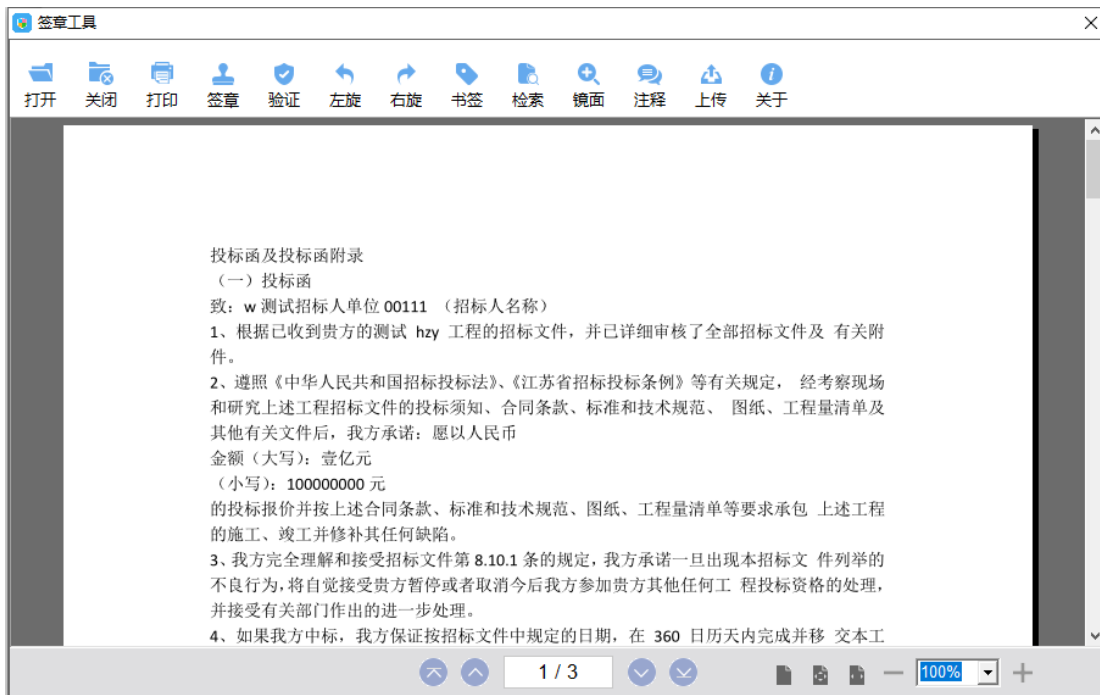 签章工具
打开 关闭 打印 签章 验证 左旋 右旋 书签 检索 镜面 注释 上传 关于
投标函及投标函附录
（一）投标函
致：w 测试招标人单位 00111 （招标人名称）
1、根据已收到贵方的测试 hzy 工程的招标文件，并已详细审核了全部招标文件及 有关附
件。
2、遵照《中华人民共和国招标投标法》、《江苏省招标投标条例》等有关规定， 经考察现场
和研究上述工程招标文件的投标须知、合同条款、标准和技术规范、 图纸、工程量清单及
其他有关文件后，我方承诺：愿以人民币
金额（大写）：壹亿元
（小写）：100000000 元
的投标报价并按上述合同条款、标准和技术规范、图纸、工程量清单等要求承包 上述工程
的施工、竣工并修补其任何缺陷。
3、我方完全理解和接受招标文件第 8.10.1 条的规定，我方承诺一旦出现本招标文 件列举的
不良行为，将自觉接受贵方暂停或者取消今后我方参加贵方其他任何工 程投标资格的处理，
并接受有关部门作出的进一步处理。
4、如果我方中标，我方保证按招标文件中规定的日期，在 360 日历天内完成并移 交本工
1 / 3
100%